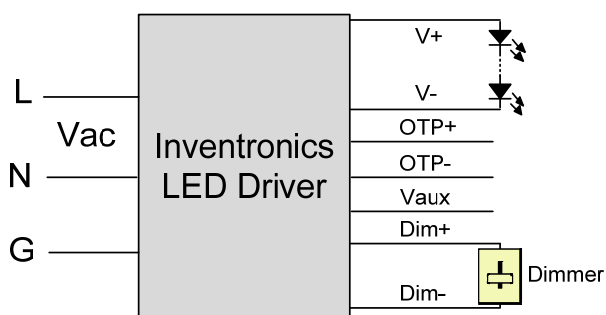 L
Vac
N
G
Inventronics
LED Driver
V+
V-
OTP+
OTP-
Vaux
Dim+
Dim-
Dimmer